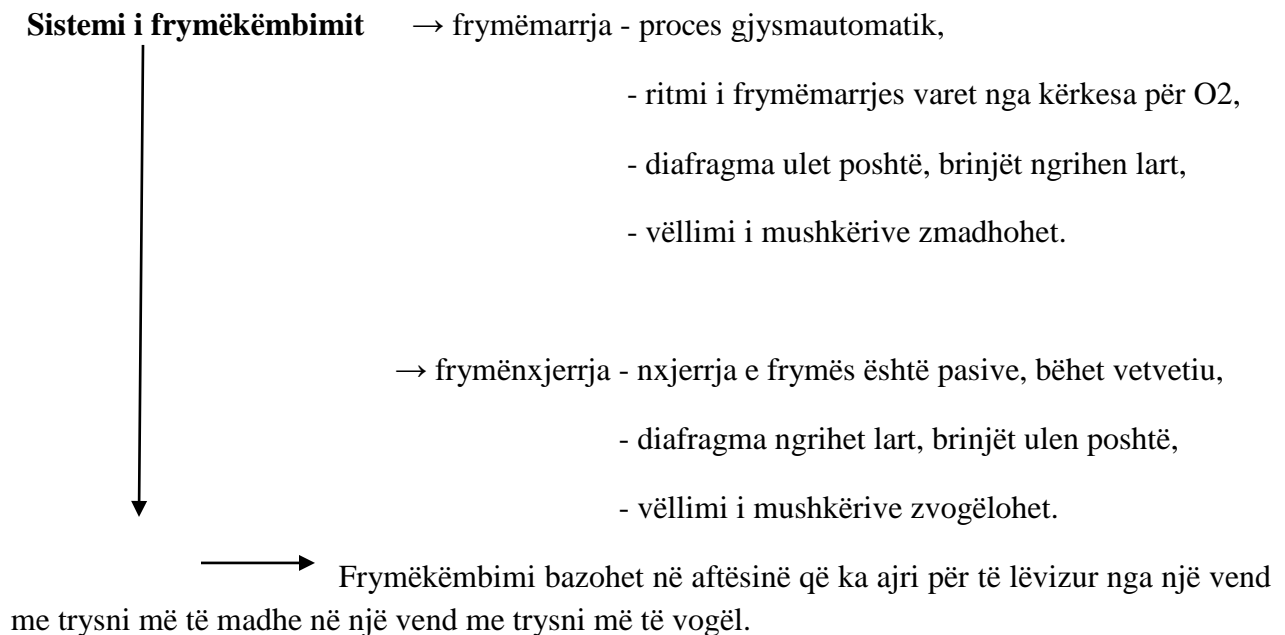 Sistemi i frymëkëmbimit → frymëmarrja - proces gjysmautomatik,
- ritmi i frymëmarrjes varet nga kërkesa për O2,
- diafragma ulet poshtë, brinjët ngrihen lart,
- vëllimi i mushkërive zmadhohet.
→ frymënxjerrja - nxjerrja e frymës është pasive, bëhet vetvetiu,
- diafragma ngrihet lart, brinjët ulen poshtë,
- vëllimi i mushkërive zvogëlohet.
Frymëkëmbimi bazohet në aftësinë që ka ajri për të lëvizur nga një vend
me trysni më të madhe në një vend me trysni më të vogël.